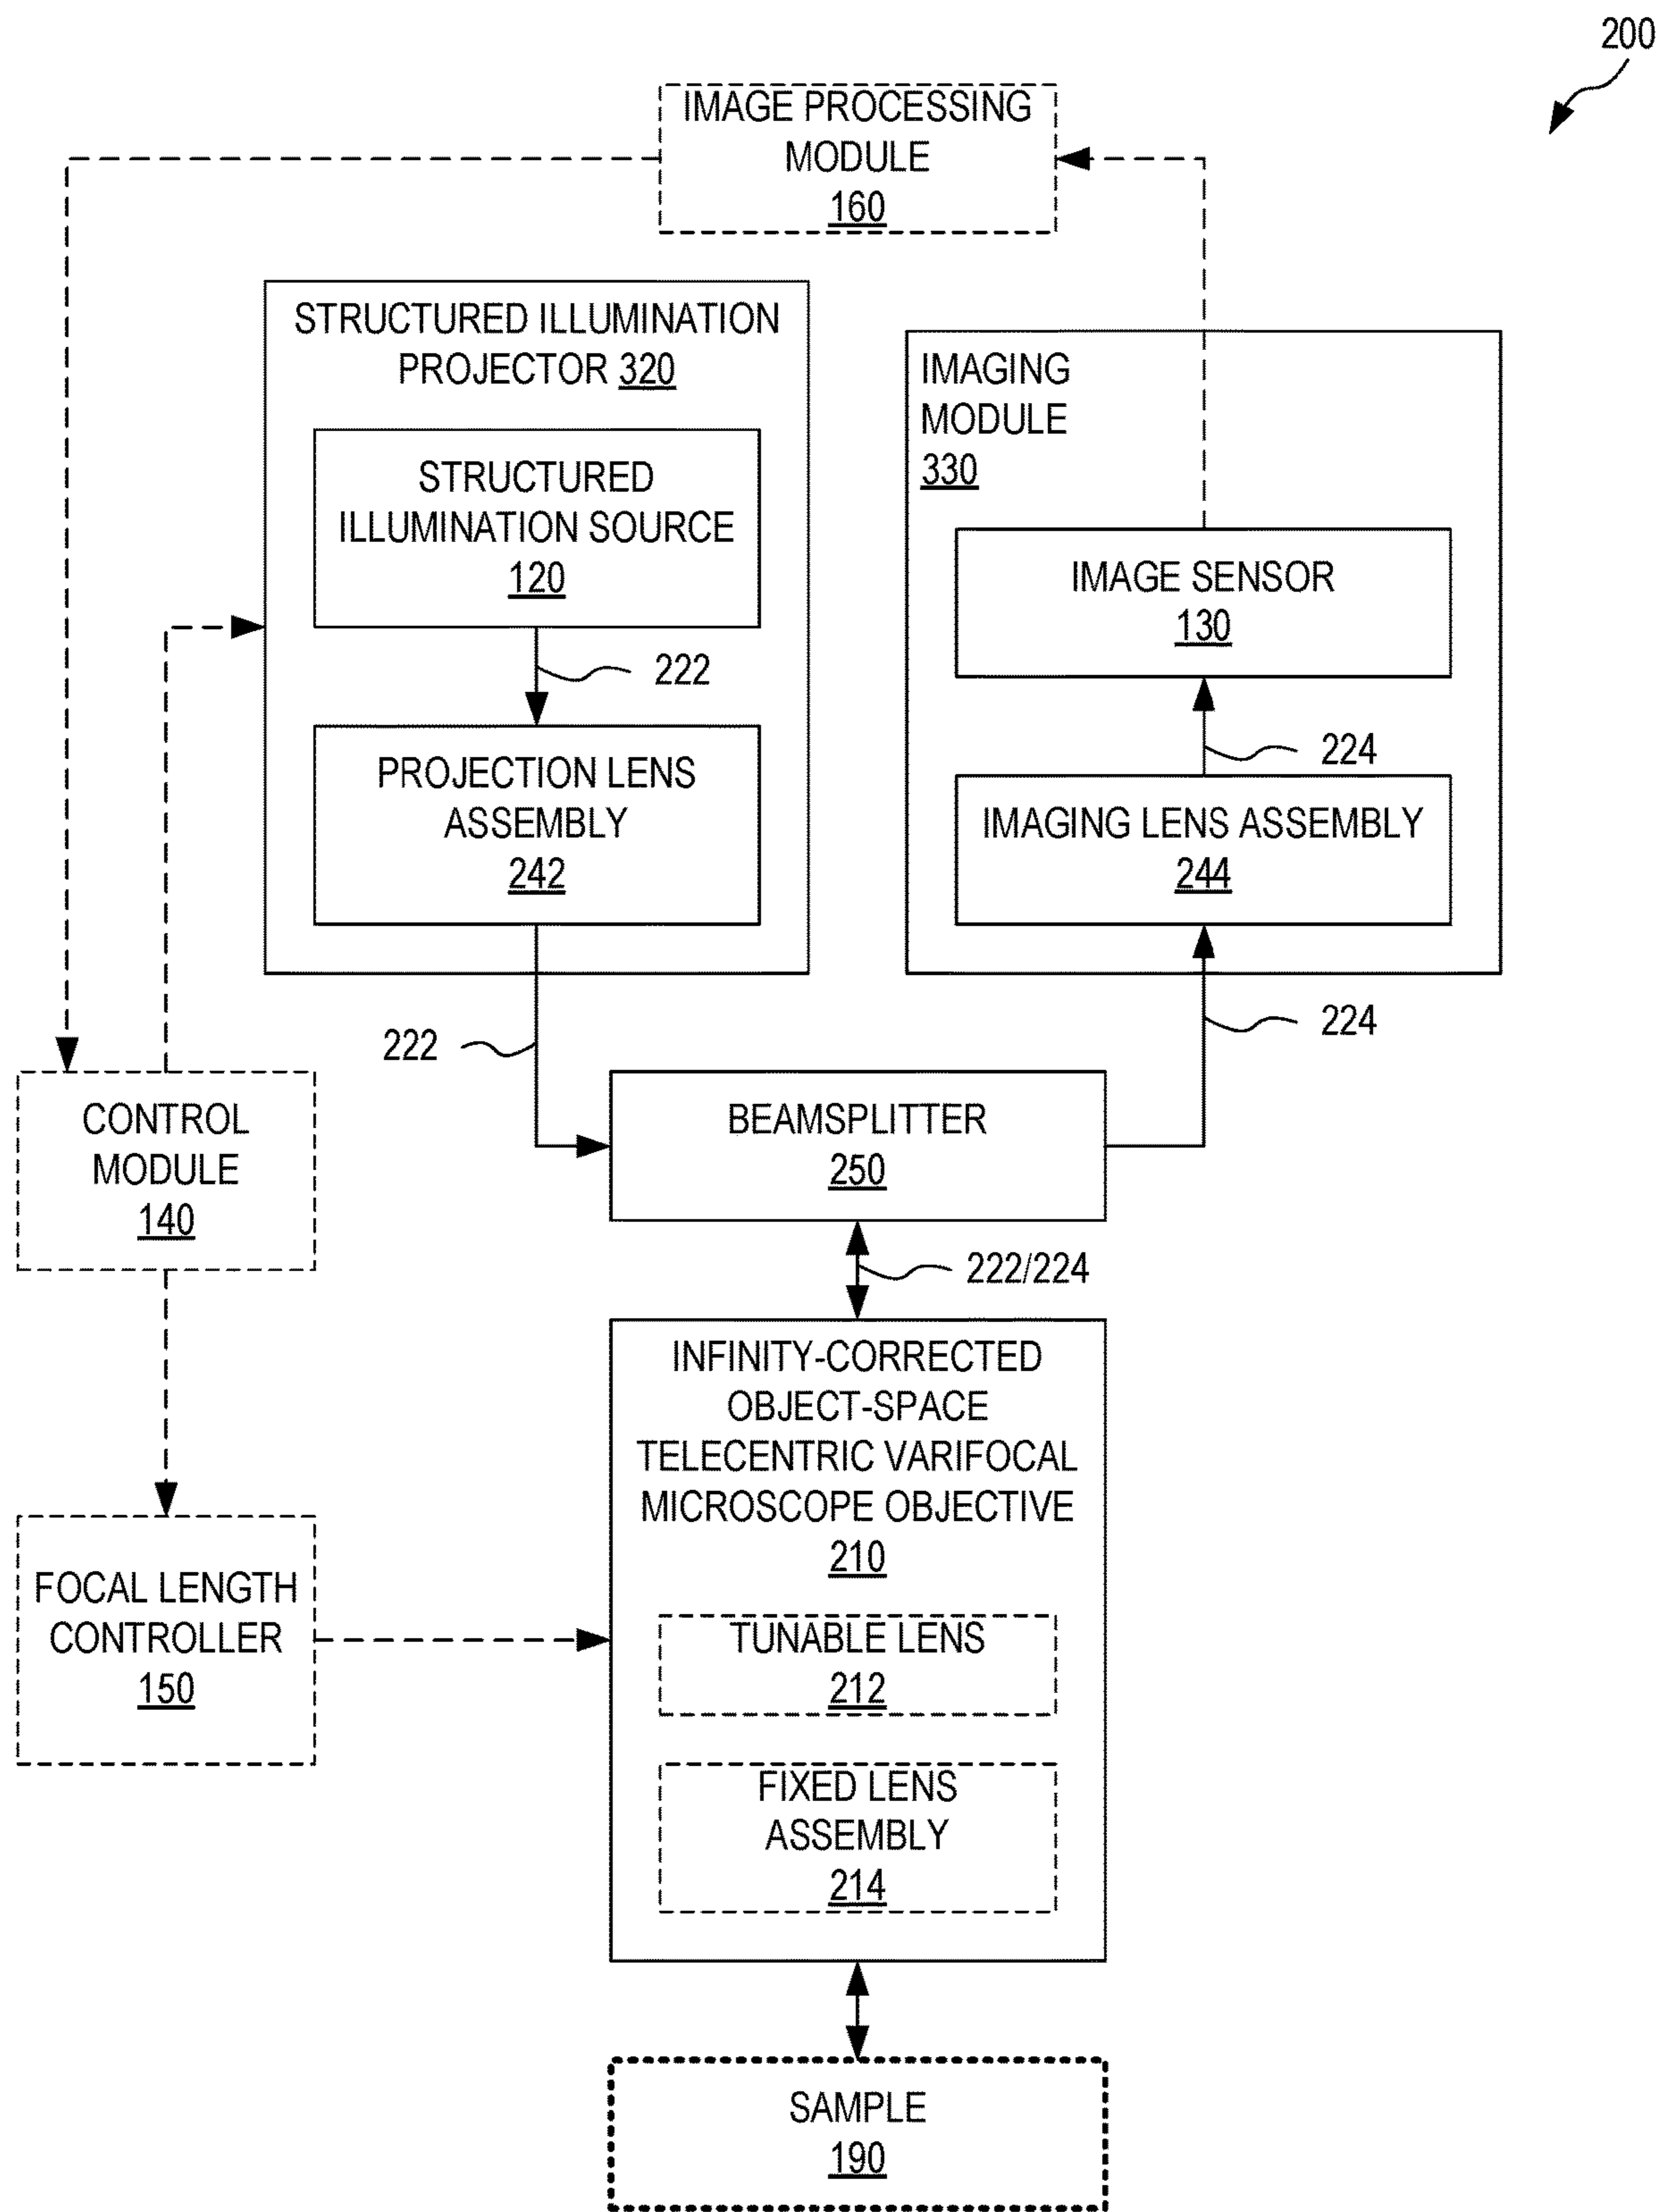 200
IMAGE PROCESSING
MODULE
160
STRUCTURED ILLUMINATION
PROJECTOR 320
IMAGING
MODULE
330
STRUCTURED
ILLUMINATION SOURCE
120
IMAGE SENSOR
130
222
224
PROJECTION LENS
ASSEMBLY
242
IMAGING LENS ASSEMBLY
244
222
224
CONTROL
MODULE
140
BEAMSPLITTER
250
222/224
INFINITY-CORRECTED
OBJECT-SPACE
TELECENTRIC VARIFOCAL
MICROSCOPE OBJECTIVE
210
FOCAL LENGTH
CONTROLLER
150
TUNABLE LENS
212
FIXED LENS
ASSEMBLY
214
SAMPLE
190